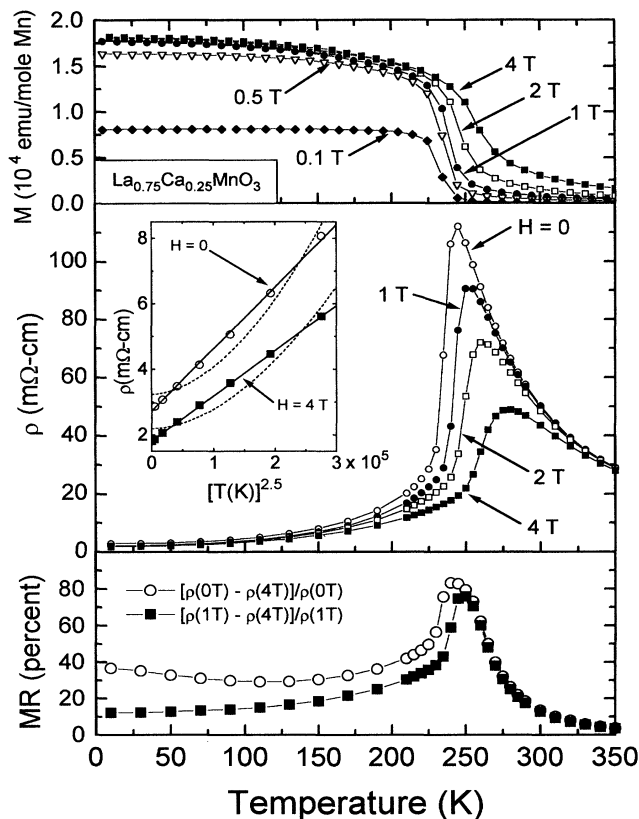 M (10⁴ emu/mole Mn)
2.0
1.5
1.0
0.5
0.0
0.5 T
4 T
2 T
1 T
0.1 T
La₀.₇₅Ca₀.₂₅MnO₃
ρ (mΩ-cm)
100
80
60
40
20
0
H = 0
1 T
2 T
4 T
ρ(mΩ-cm)
8
6
4
2
H = 0
H = 4 T
0
1
2
3 x 10⁵
[T(K)]²·⁵
MR (percent)
80
60
40
20
0
[ρ(0T) - ρ(4T)]/ρ(0T)
[ρ(1T) - ρ(4T)]/ρ(1T)
0
50
100
150
200
250
300
350
Temperature (K)